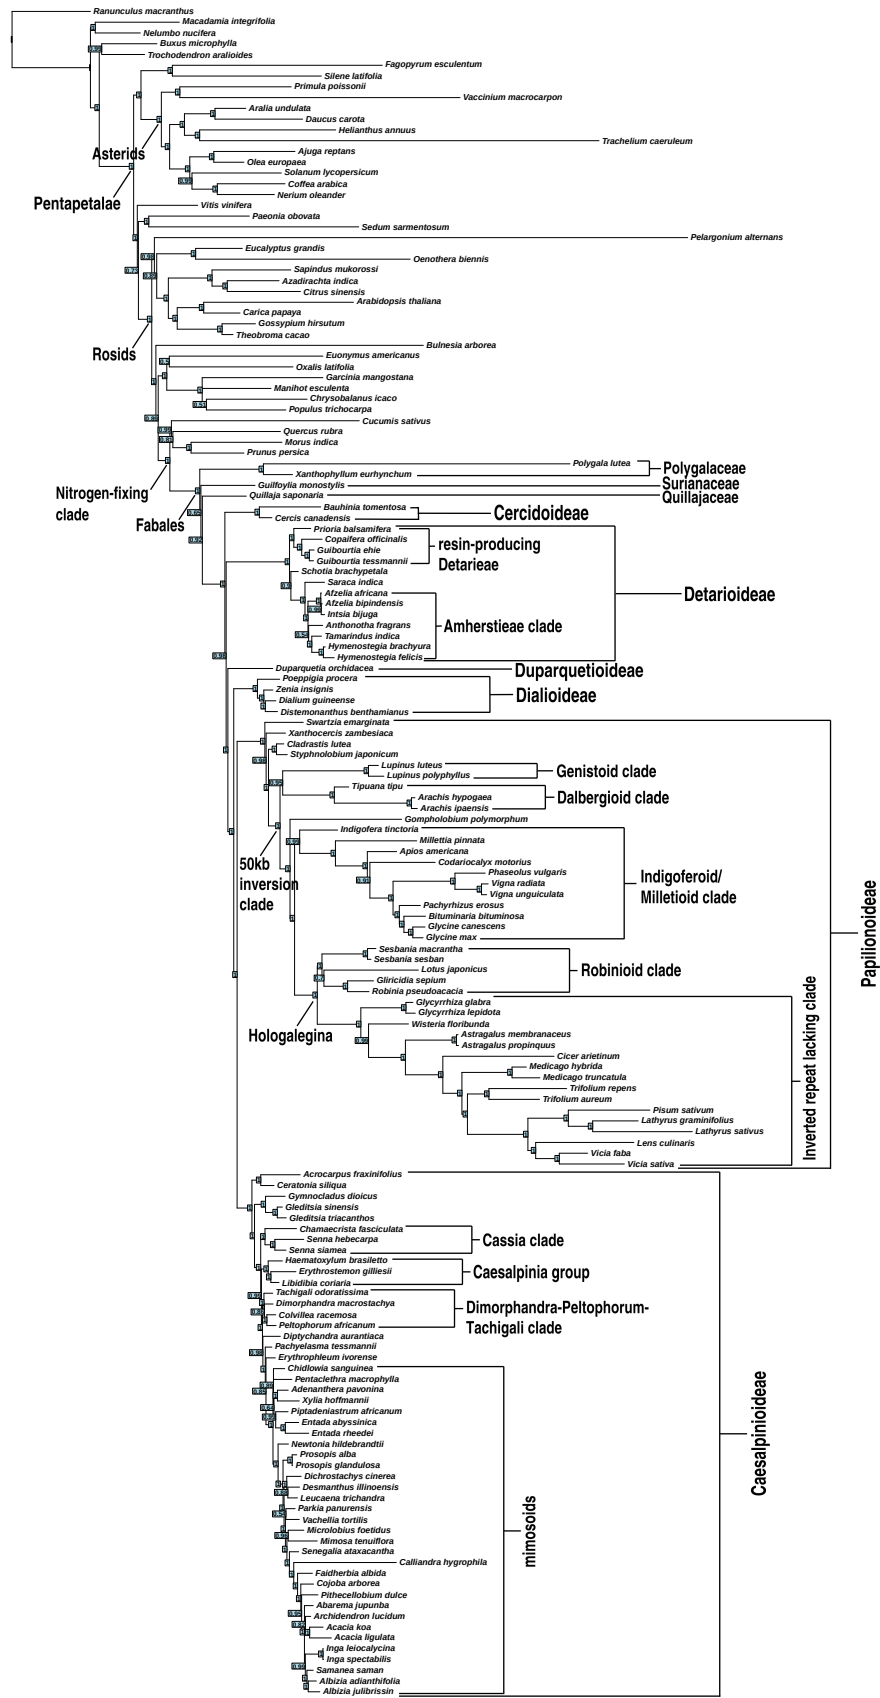 Ranunculus macranthus
Macadamia integrifolia
Nelumbo nucifera
Buxus microphylla
Trochodendron aralioides
Fagopyrum esculentum
Silene latifolia
Primula poissonii
Vaccinium macrocarpon
Aralia undulata
Daucus carota
Helianthus annuus
Trachelium caeruleum
Asterids
Ajuga reptans
Olea europaea
Solanum lycopersicum
Coffea arabica
Nerium oleander
Pentapetalae
Vitis vinifera
Paeonia obovata
Sedum sarmentosum
Pelargonium alternans
Eucalyptus grandis
Oenothera biennis
Sapindus mukorossi
Azadirachta indica
Citrus sinensis
Arabidopsis thaliana
Carica papaya
Gossypium hirsutum
Theobroma cacao
Rosids
Bulnesia arborea
Euonymus americanus
Oxalis latifolia
Garcinia mangostana
Manihot esculenta
Chrysobalanus icaco
Populus trichocarpa
Cucumis sativus
Quercus rubra
Morus indica
Prunus persica
Polygala lutea
Xanthophyllum eurhynchum
Polygalaceae
Guilfoylia monostylis
Surianaceae
Quillaja saponaria
Quillajaceae
Nitrogen-fixing
clade
Fabales
Bauhinia tomentosa
Cercis canadensis
Cercidoideae
Prioria balsamifera
Copaifera officinalis
Guibourtia ehie
Guibourtia tessmannii
resin-producing
Detarieae
Schotia brachypetala
Saraca indica
Afzelia africana
Afzelia bipindensis
Intsia bijuga
Anthonotha fragrans
Tamarindus indica
Hymenostegia brachyura
Hymenostegia felicis
Amherstieae clade
Detarioideae
Duparquetia orchidacea
Duparquetioideae
Poeppigia procera
Zenia insignis
Dialium guineense
Distemonanthus benthamianus
Dialioideae
Swartzia emarginata
Xanthocercis zambesiaca
Cladrastis lutea
Styphnolobium japonicum
Lupinus luteus
Lupinus polyphyllus
Genistoid clade
Tipuana tipu
Arachis hypogaea
Arachis ipaensis
Dalbergioid clade
Gompholobium polymorphum
Indigofera tinctoria
Millettia pinnata
Apios americana
Codariocalyx motorius
Phaseolus vulgaris
Vigna radiata
Vigna unguiculata
Pachyrhizus erosus
Bituminaria bituminosa
Glycine canescens
Glycine max
50kb
inversion
clade
Indigoferoid/
Milletioid clade
Sesbania macrantha
Sesbania sesban
Lotus japonicus
Gliricidia sepium
Robinia pseudoacacia
Robinioid clade
Hologalegina
Glycyrrhiza glabra
Glycyrrhiza lepidota
Wisteria floribunda
Astragalus membranaceus
Astragalus propinquus
Cicer arietinum
Medicago hybrida
Medicago truncatula
Trifolium repens
Trifolium aureum
Pisum sativum
Lathyrus graminifolius
Lathyrus sativus
Lens culinaris
Vicia faba
Vicia sativa
Inverted repeat lacking clade
Papilionoideae
Acrocarpus fraxinifolius
Ceratonia siliqua
Gymnocladus dioicus
Gleditsia sinensis
Gleditsia triacanthos
Chamaecrista fasciculata
Senna hebecarpa
Senna siamea
Cassia clade
Haematoxylum brasiletto
Erythrostemon gilliesii
Libidibia coriaria
Caesalpinia group
Tachigali odoratissima
Dimorphandra macrostachya
Colvillea racemosa
Peltophorum africanum
Dimorphandra-Peltophorum-
Tachigali clade
Diptychandra aurantiaca
Pachyelasma tessmannii
Erythrophleum ivorense
Chidlowia sanguinea
Pentaclethra macrophylla
Adenanthera pavonina
Xylia hoffmannii
Piptadeniastrum africanum
Entada abyssinica
Entada rheedei
Newtonia hildebrandtii
Prosopis alba
Prosopis glandulosa
Dichrostachys cinerea
Desmanthus illinoensis
Leucaena trichandra
Parkia panurensis
Vachellia tortilis
Microlobius foetidus
Mimosa tenuiflora
Senegalia ataxacantha
Calliandra hygrophila
Faidherbia albida
Cojoba arborea
Pithecellobium dulce
Abarema jupunba
Archidendron lucidum
Acacia koa
Acacia ligulata
Inga leiocalycina
Inga spectabilis
Samanea saman
Albizia adianthifolia
Albizia julibrissin
mimosoids
Caesalpinioideae